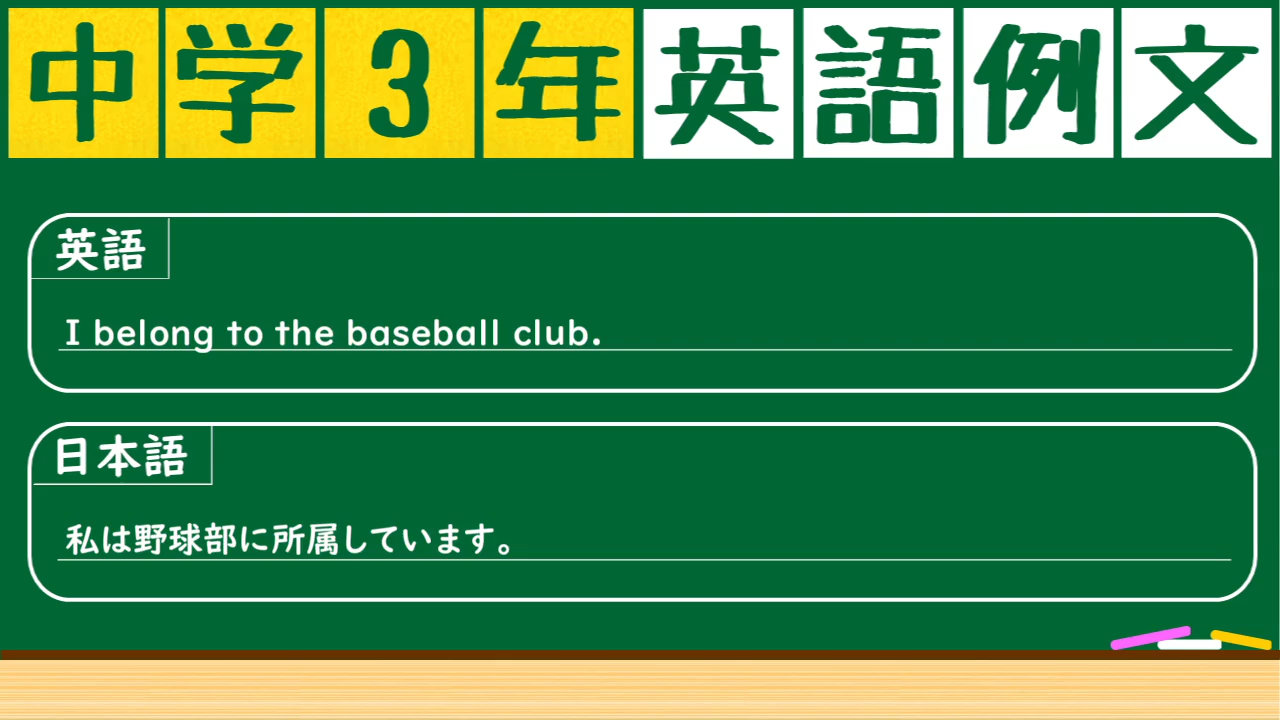 中学3年英語例文
英語
I belong to the baseball club.
日本語
私は野球部に所属しています。